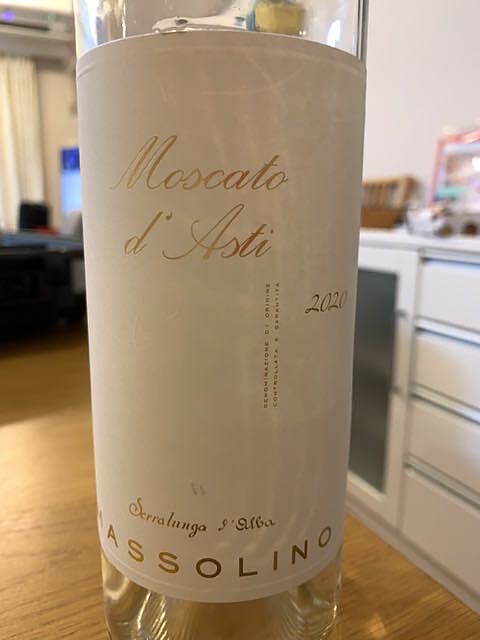 Moscato
d'Asti
2020
DENOMINAZIONE DI ORIGINE
CONTROLLATA E GARANTITA
Serralunga d'Alba
MASSOLINO